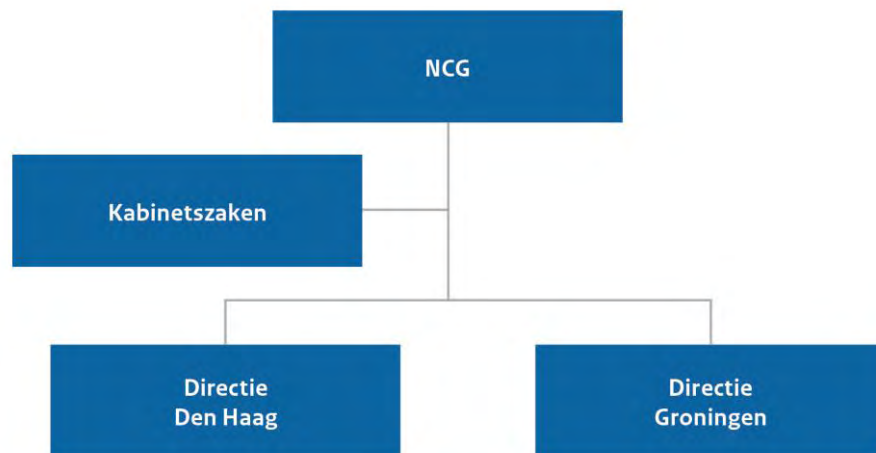 NCG
Kabinetszaken
Directie
Den Haag
Directie
Groningen